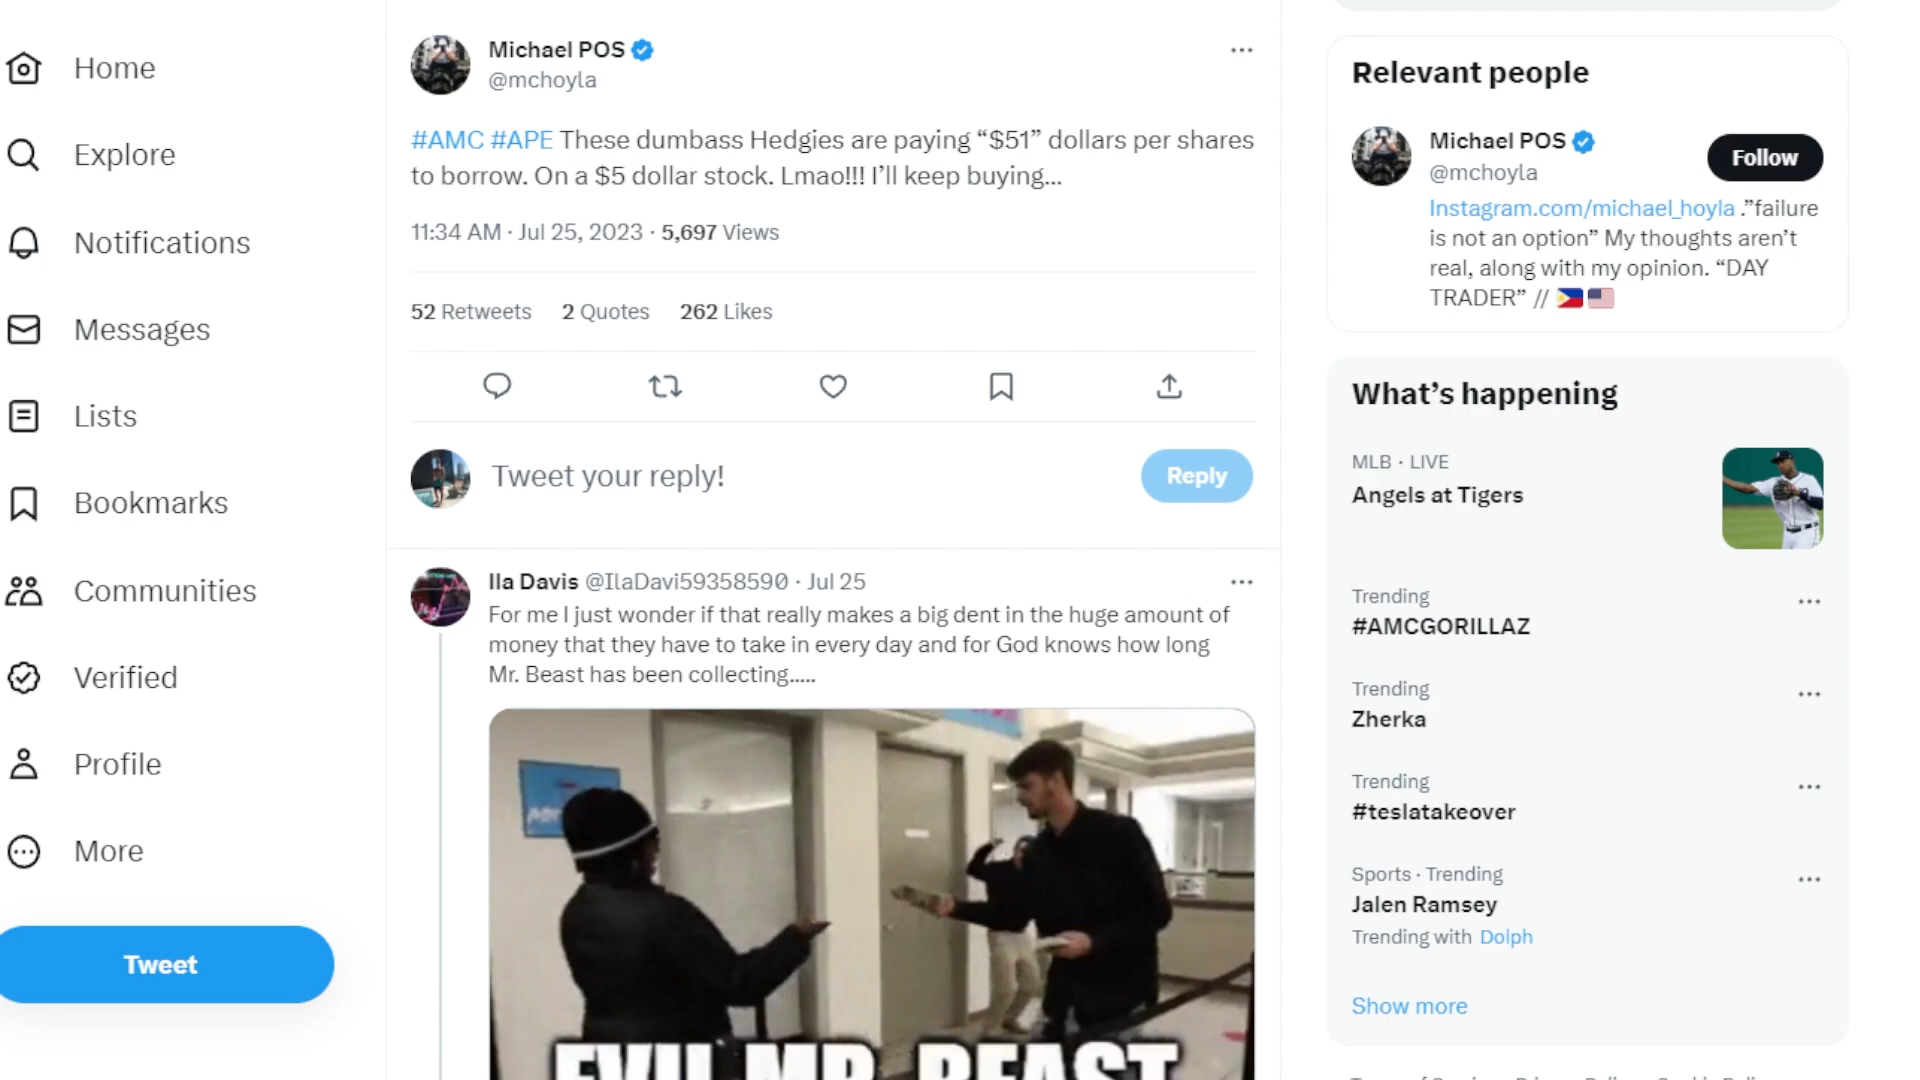 Home
Explore
Notifications
Messages
Lists
Bookmarks
Communities
Verified
Profile
More
Tweet
Michael POS
@mchoyla
#AMC #APE These dumbass Hedgies are paying “$51” dollars per shares
to borrow. On a $5 dollar stock. Lmao!!! I’ll keep buying...
11:34 AM · Jul 25, 2023 · 5,697 Views
52 Retweets 2 Quotes 262 Likes
Tweet your reply!
Reply
Ila Davis @IlaDavi59358590 · Jul 25
For me I just wonder if that really makes a big dent in the huge amount of
money that they have to take in every day and for God knows how long
Mr. Beast has been collecting.....
EVIL MR. BEAST
Relevant people
Michael POS
@mchoyla
Follow
Instagram.com/michael_hoyla .”failure
is not an option” My thoughts aren’t
real, along with my opinion. “DAY
TRADER” //
What’s happening
MLB · LIVE
Angels at Tigers
Trending
#AMCGORILLAZ
Trending
Zherka
Trending
#teslatakeover
Sports · Trending
Jalen Ramsey
Trending with Dolph
Show more